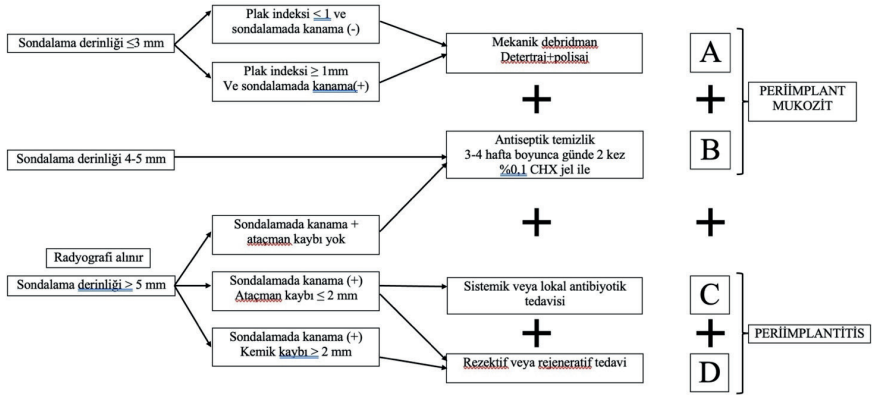 Sondalama derinliği ≤3 mm
Plak indeksi ≤ 1 ve
sondalamada kanama (-)
Plak indeksi ≥ 1mm
Ve sondalamada kanama(+)
Mekanik debridman
Detertraj+polisaj
+
A
+
PERİİMPLANT
MUKOZİT
Sondalama derinliği 4-5 mm
Antiseptik temizlik
3-4 hafta boyunca günde 2 kez
%0,1 CHX jel ile
B
+
+
Radyografi alınır
Sondalama derinliği > 5 mm
Sondalamada kanama +
ataçman kaybı yok
Sondalamada kanama (+)
Ataçman kaybı ≤ 2 mm
Sondalamada kanama (+)
Kemik kaybı > 2 mm
Sistemik veya lokal antibiyotik
tedavisi
+
Rezektif veya rejeneratif tedavi
C
+
D
PERİİMPLANTİTİS